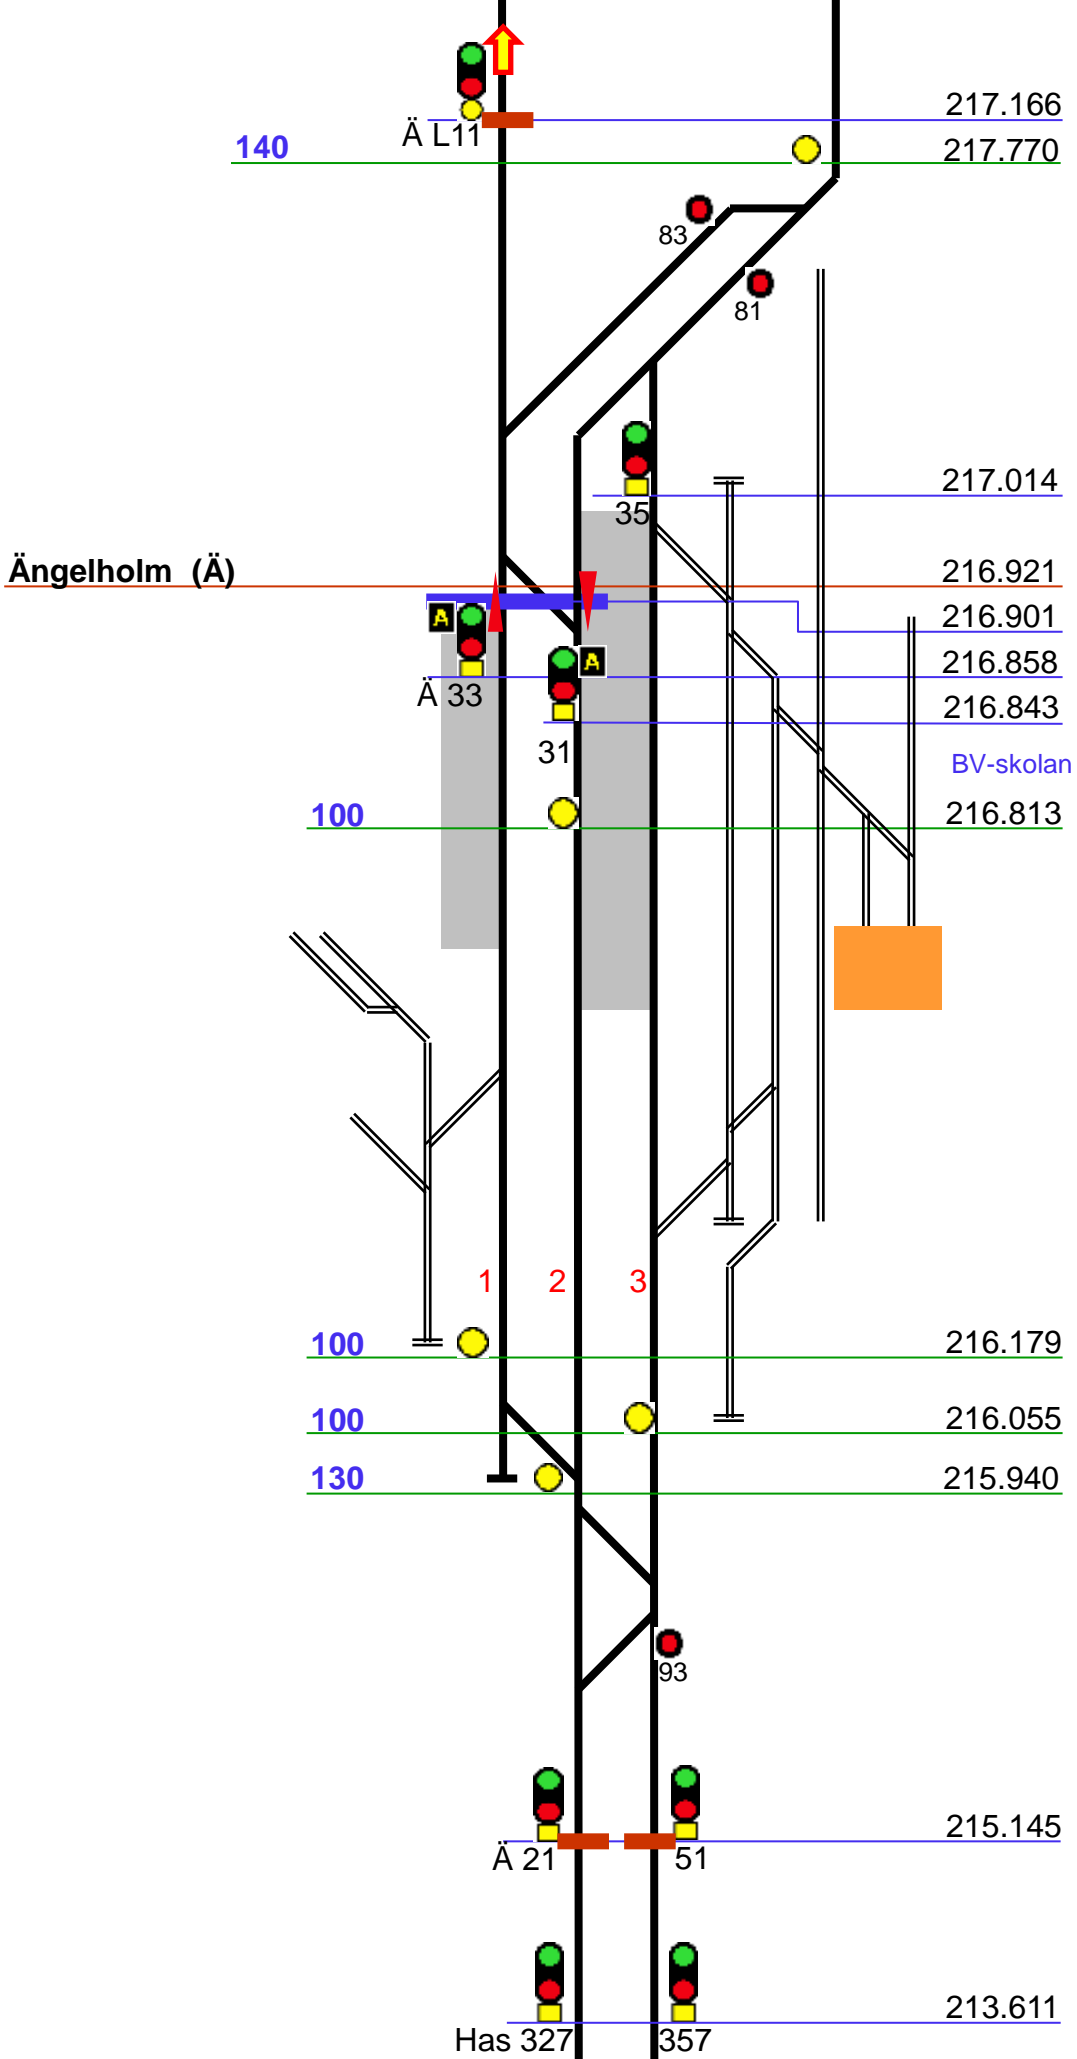 217.166
Ä L11
140
217.770
83
81
217.014
35
Ängelholm (Ä)
216.921
216.901
A
A
216.858
Ä 33
216.843
31
BV-skolan
100
216.813
1 2 3
100
216.179
100
216.055
130
215.940
93
215.145
Ä 21
51
213.611
Has 327
357